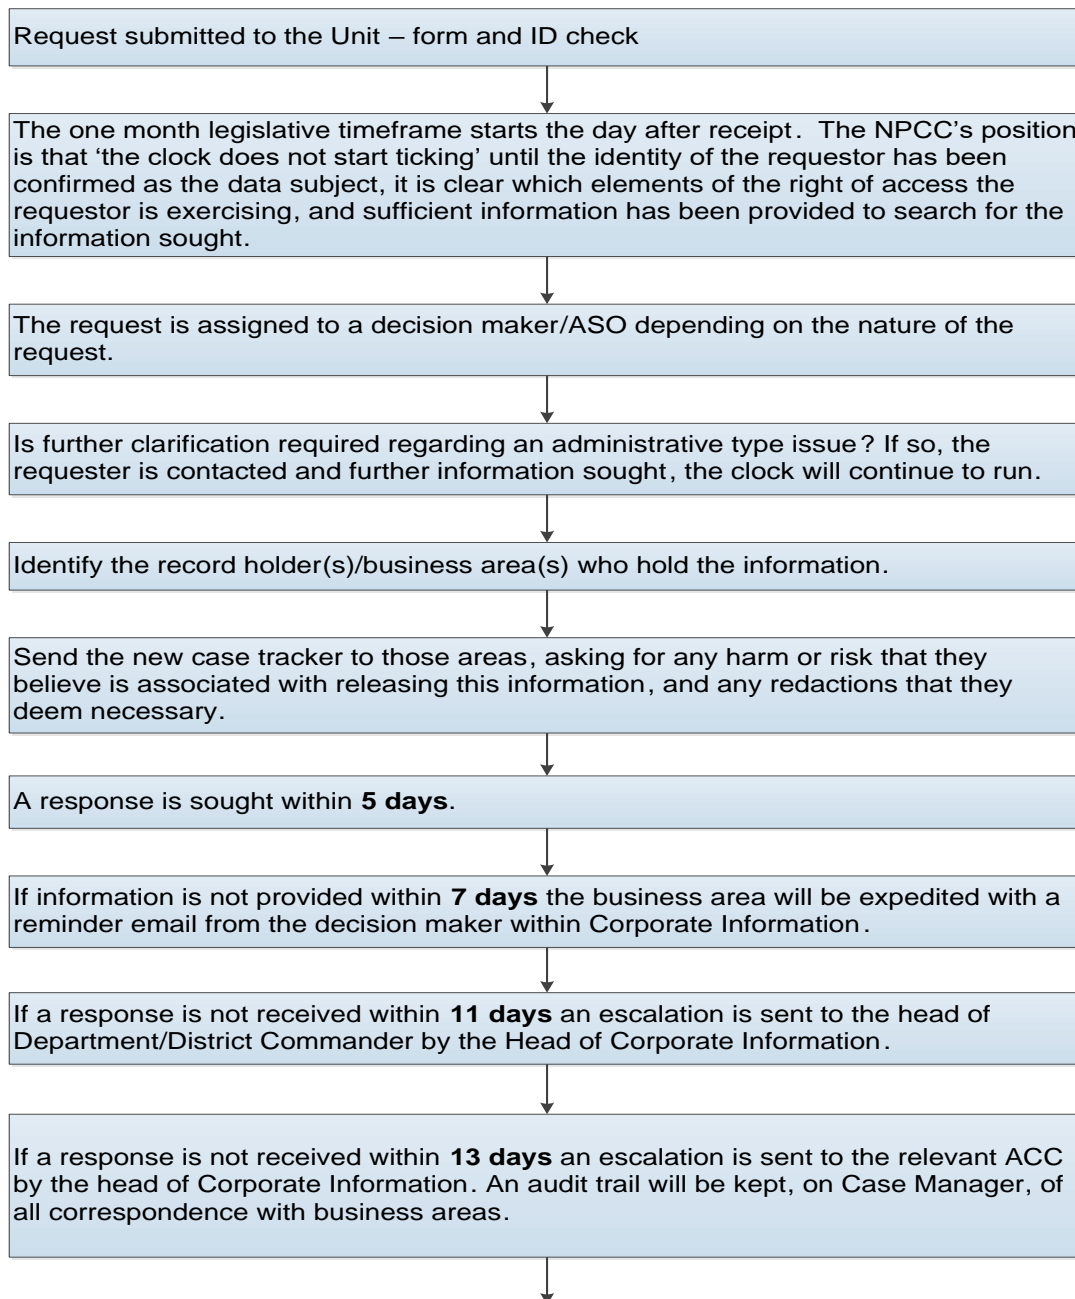 Request submitted to the Unit – form and ID check
The one month legislative timeframe starts the day after receipt. The NPCC's position
is that 'the clock does not start ticking' until the identity of the requestor has been
confirmed as the data subject, it is clear which elements of the right of access the
requestor is exercising, and sufficient information has been provided to search for the
information sought.
The request is assigned to a decision maker/ASO depending on the nature of the
request.
Is further clarification required regarding an administrative type issue? If so, the
requester is contacted and further information sought, the clock will continue to run.
Identify the record holder(s)/business area(s) who hold the information.
Send the new case tracker to those areas, asking for any harm or risk that they
believe is associated with releasing this information, and any redactions that they
deem necessary.
A response is sought within 5 days.
If information is not provided within 7 days the business area will be expedited with a
reminder email from the decision maker within Corporate Information.
If a response is not received within 11 days an escalation is sent to the head of
Department/District Commander by the Head of Corporate Information.
If a response is not received within 13 days an escalation is sent to the relevant ACC
by the head of Corporate Information. An audit trail will be kept, on Case Manager, of
all correspondence with business areas.